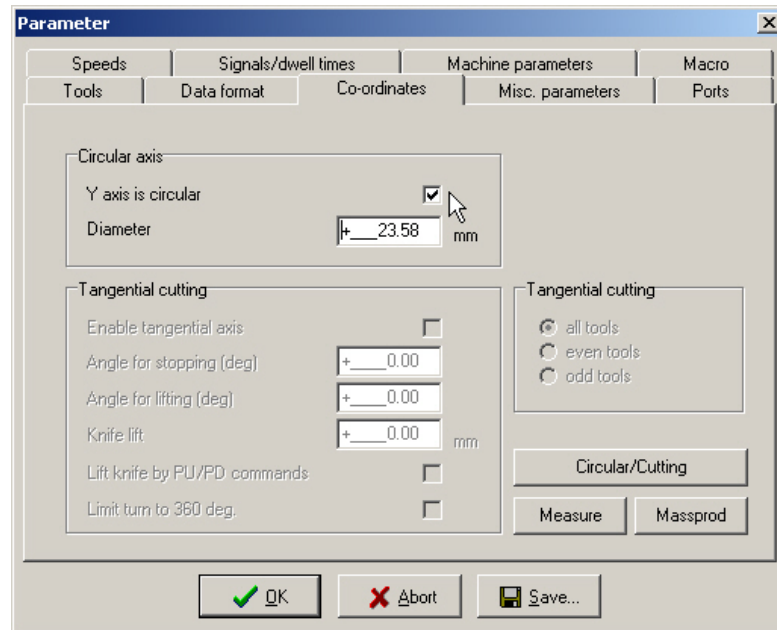 Parameter
Speeds
Signals/dwell times
Machine parameters
Macro
Tools
Data format
Co-ordinates
Misc. parameters
Ports
Circular axis
Y axis is circular
Diameter
+___23.58
mm
Tangential cutting
Enable tangential axis
Angle for stopping (deg)
+____0.00
Angle for lifting (deg)
+____0.00
Knife lift
+____0.00
mm
Lift knife by PU/PD commands
Limit turn to 360 deg.
Tangential cutting
all tools
even tools
odd tools
Circular/Cutting
Measure
Massprod
OK
Abort
Save...